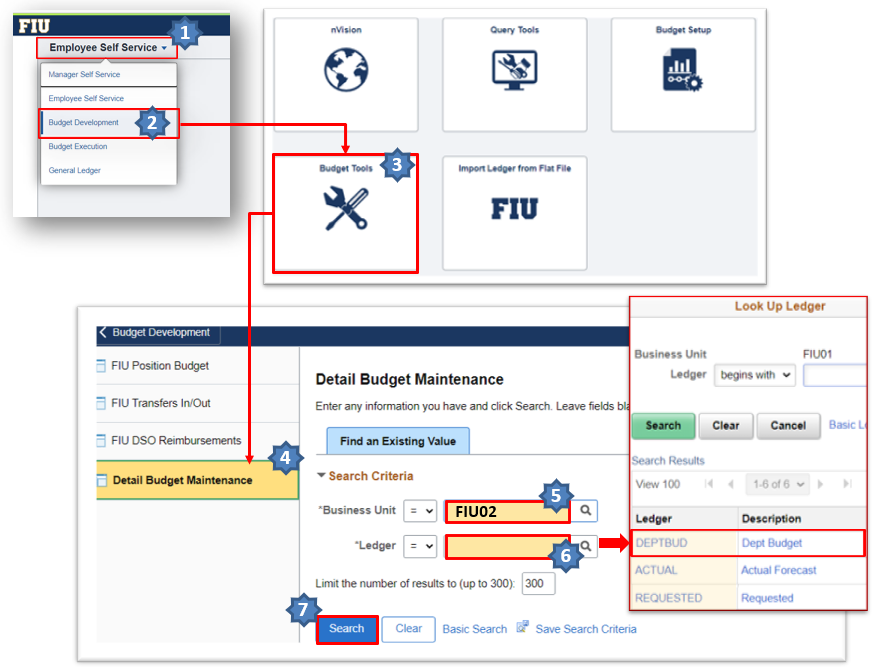 FIU
1
Employee Self Service
Manager Self Service
Employee Self Service
Budget Development
2
Budget Execution
General Ledger
nVision
Query Tools
Budget Setup
Budget Tools
3
Import Ledger from Flat File
FIU
Budget Development
FIU Position Budget
FIU Transfers In/Out
FIU DSO Reimbursements
4
Detail Budget Maintenance
Detail Budget Maintenance
Enter any information you have and click Search. Leave fields bla
Find an Existing Value
Search Criteria
*Business Unit = FIU02
5
*Ledger =
6
Limit the number of results to (up to 300): 300
7
Search Clear Basic Search Save Search Criteria
Look Up Ledger
Business Unit FIU01
Ledger begins with
Search Clear Cancel Basic Lo
Search Results
View 100 1-6 of 6
Ledger Description
DEPTBUD Dept Budget
ACTUAL Actual Forecast
REQUESTED Requested